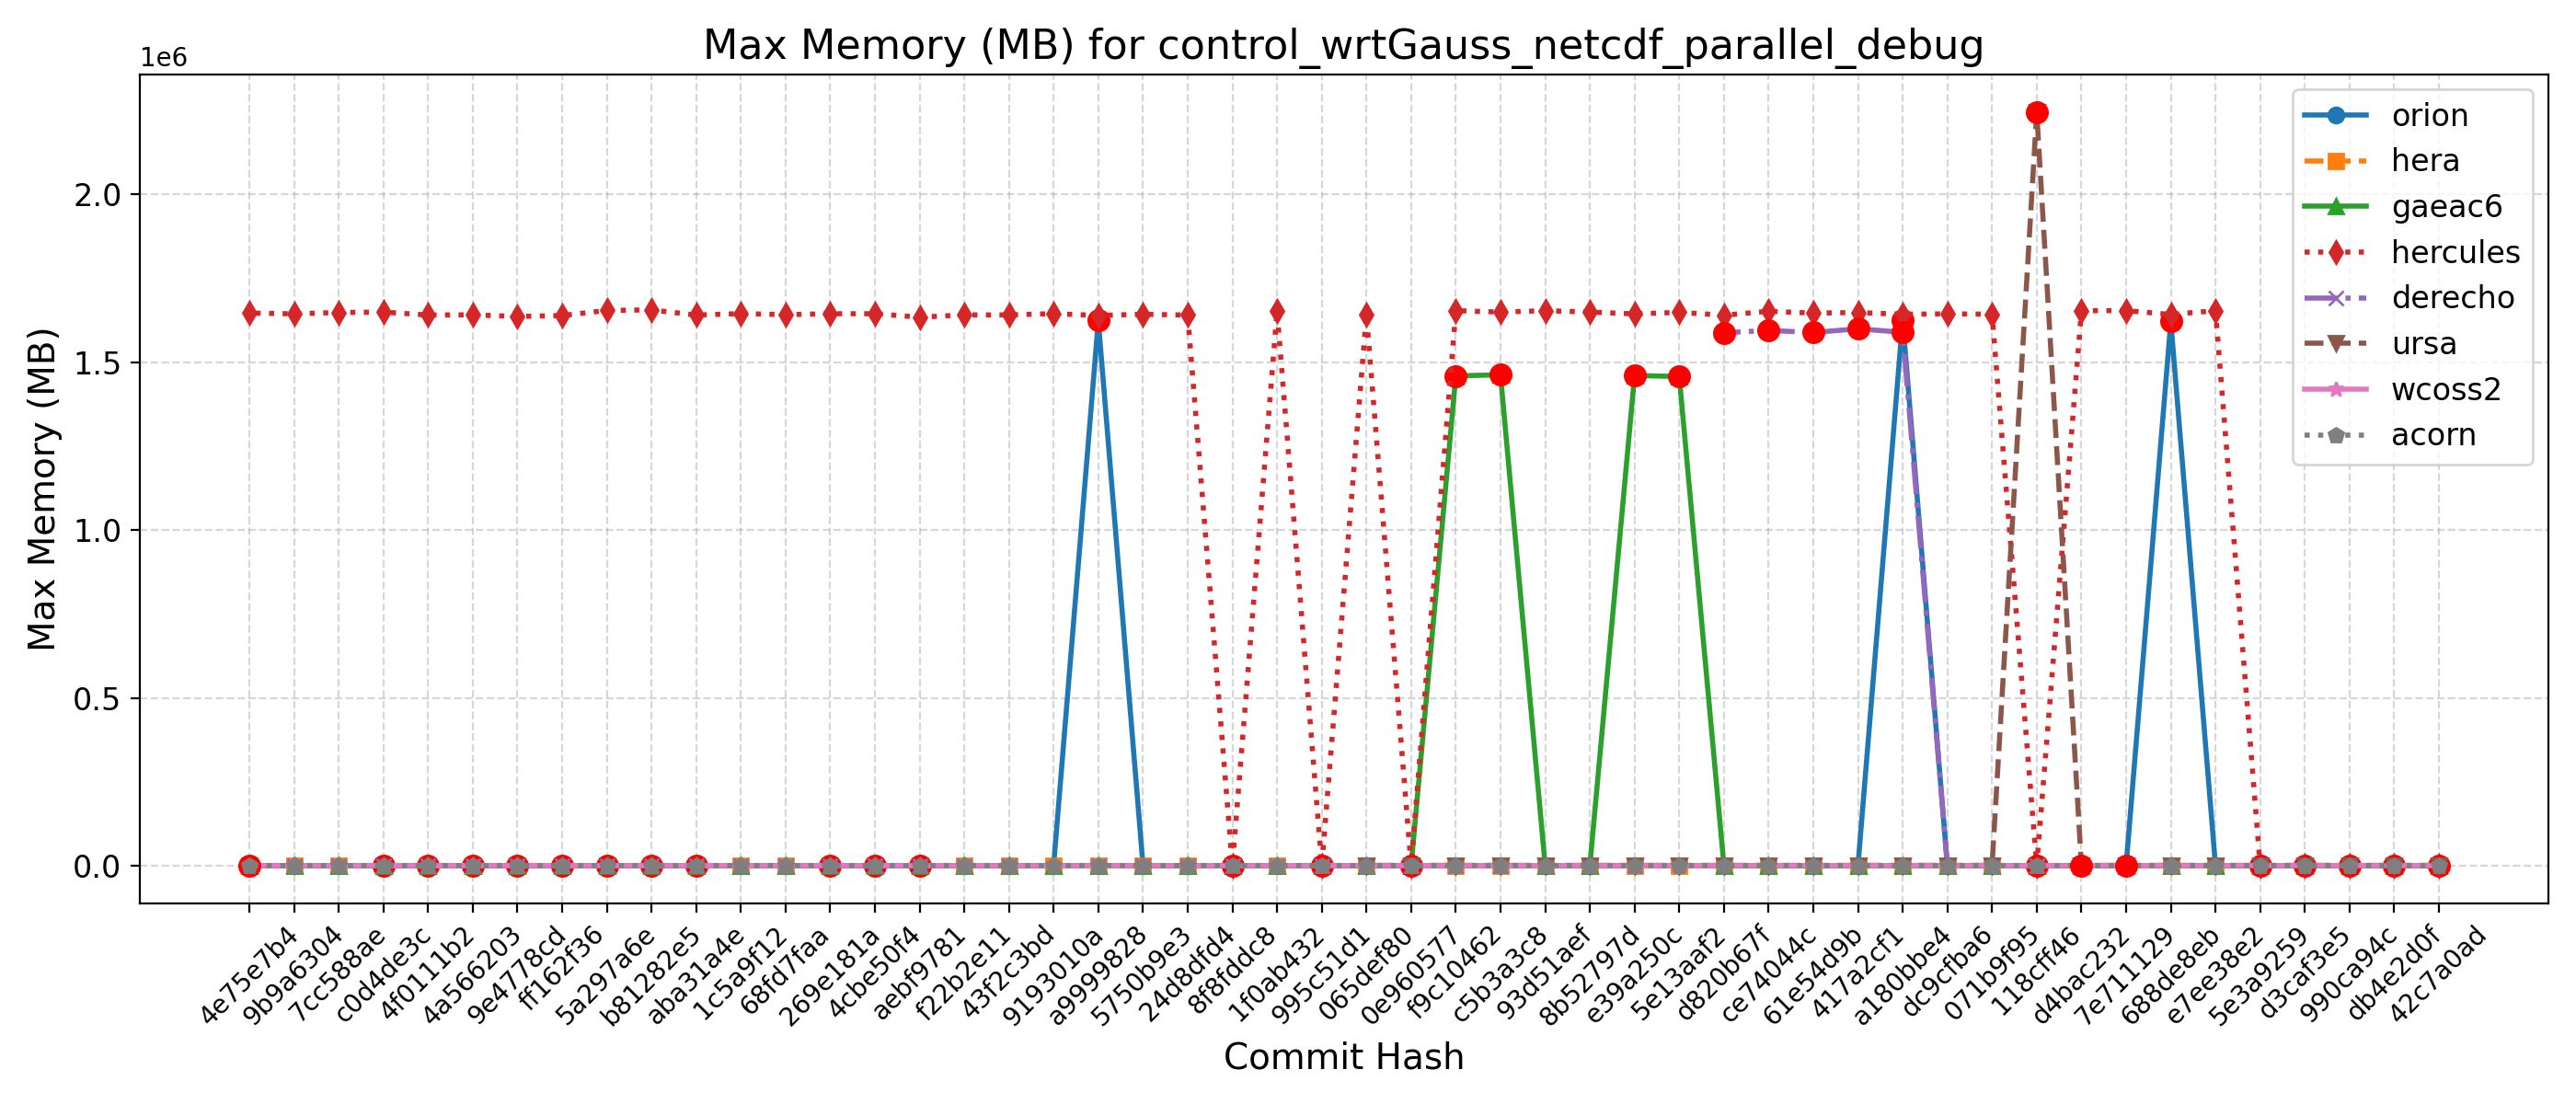 Max Memory (MB) for control_wrtGauss_netcdf_parallel_debug
1e6
2.0
1.5
1.0
0.5
0.0
Max Memory (MB)
orion
hera
gaeac6
hercules
derecho
ursa
wcoss2
acorn
4e75e7b4
9b9a6304
7cc588ae
c0d4de3c
4f0111b2
4a566203
9e4778cd
ff162f36
5a297a6e
b81282e5
aba31a4e
1c5a9f12
68fd7faa
269e181a
4cbe50f4
aebf9781
f22b2e11
43f2c3bd
9193010a
a9999828
5750b9e3
24d8dfd4
8f8fddc8
1f0ab432
995c51d1
065def80
0e960577
f9c10462
c5b3a3c8
93d51aef
8b52797d
e39a250c
5e13aaf2
d820b67f
ce74044c
61e54d9b
417a2cf1
a180bbe4
dc9cfba6
071b9f95
118cff46
d4bac232
7e711129
688de8eb
e7ee38e2
5e3a9259
d3caf3e5
990ca94c
db4e2d0f
42c7a0ad
Commit Hash